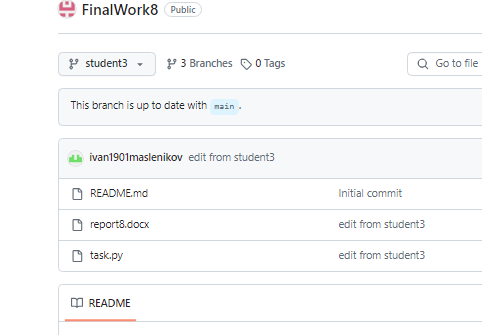 FinalWork8 Public
student3 3 Branches 0 Tags Go to file
This branch is up to date with main .
ivan1901maslenikov edit from student3
README.md Initial commit
report8.docx edit from student3
task.py edit from student3
README